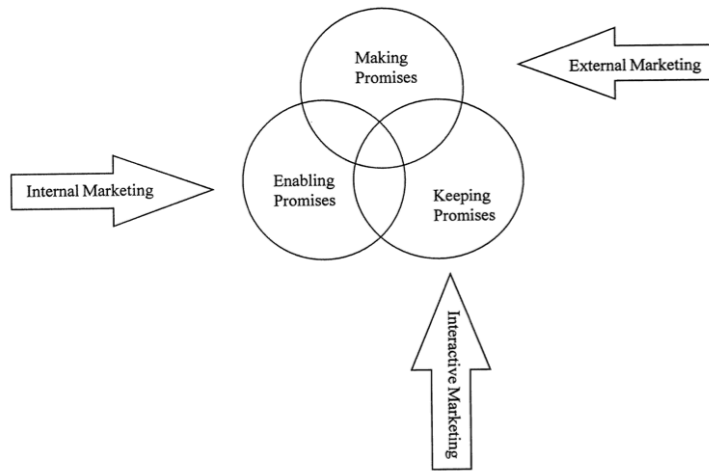 Making
Promises
External Marketing
Internal Marketing
Enabling
Promises
Keeping
Promises
Interactive Marketing